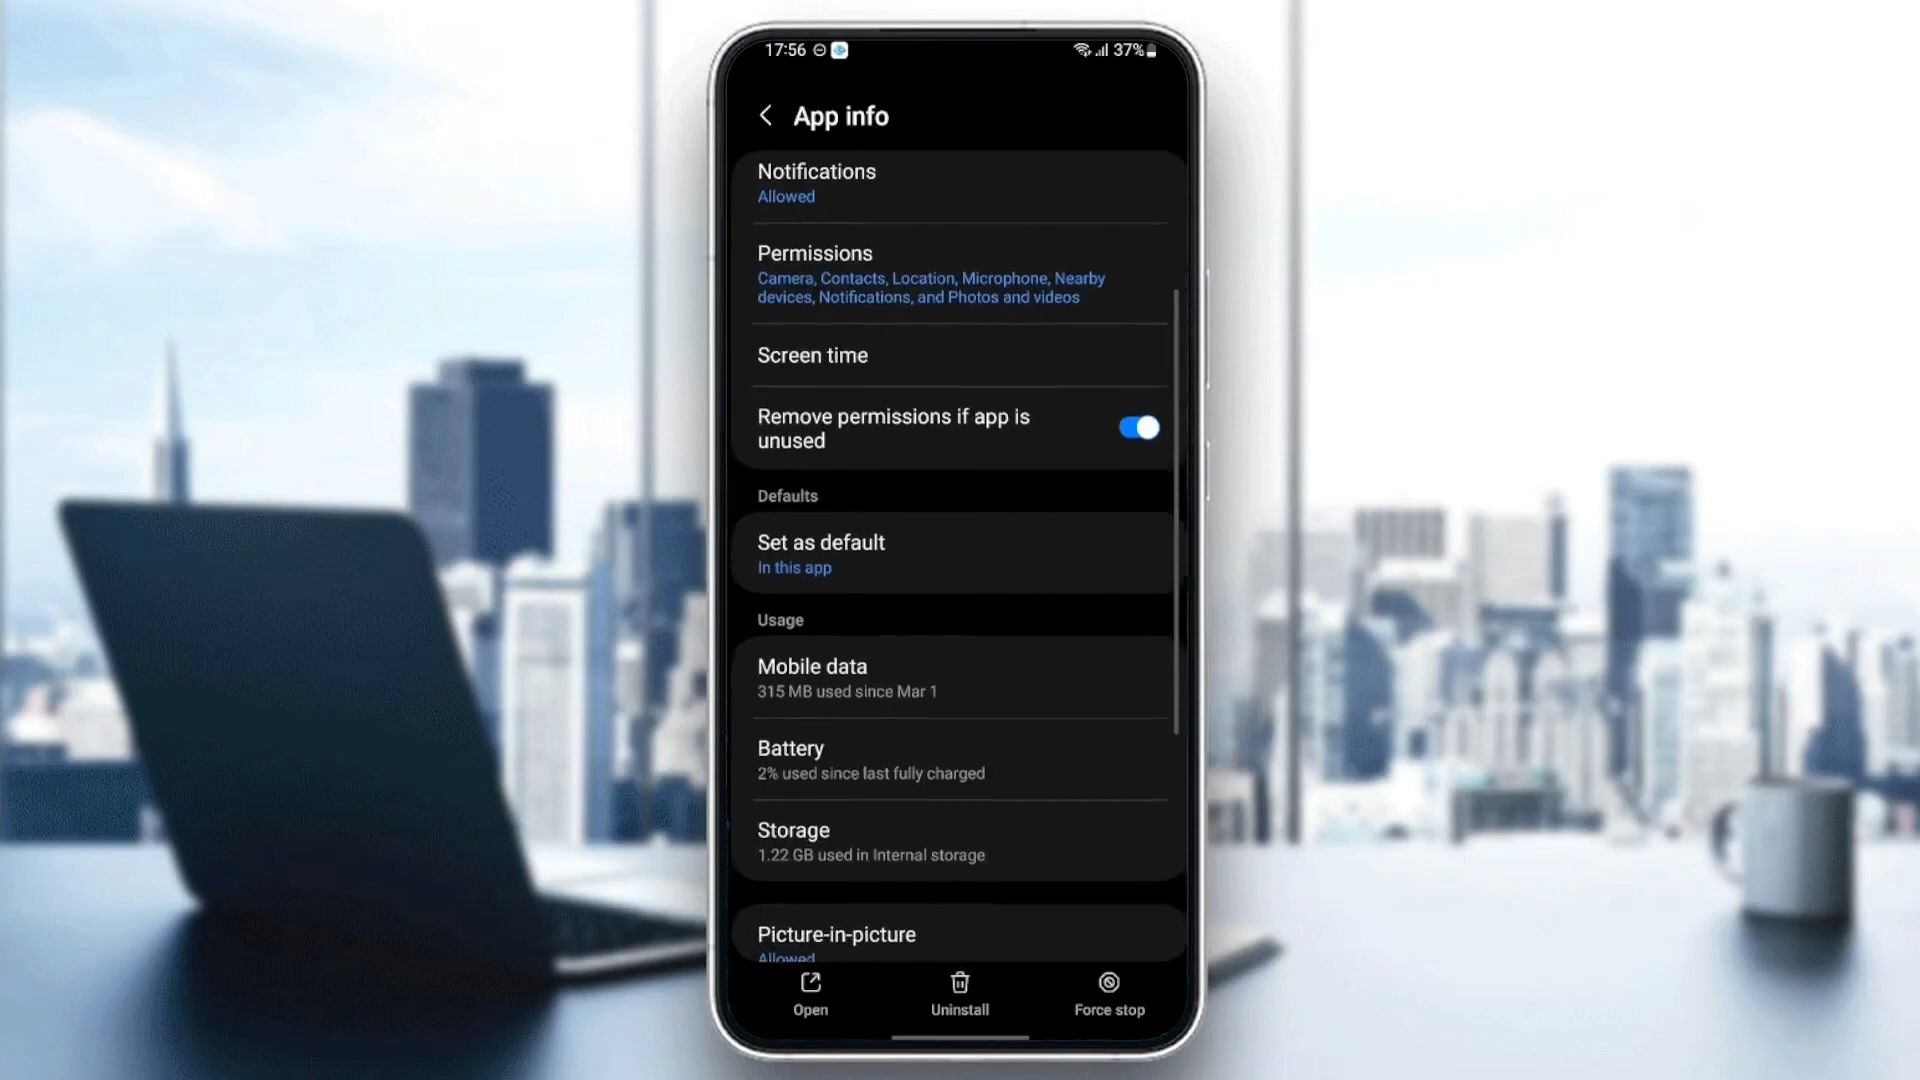 17:56
37%
App info
Notifications
Allowed
Permissions
Camera, Contacts, Location, Microphone, Nearby
devices, Notifications, and Photos and videos
Screen time
Remove permissions if app is
unused
Defaults
Set as default
In this app
Usage
Mobile data
315 MB used since Mar 1
Battery
2% used since last fully charged
Storage
1.22 GB used in Internal storage
Picture-in-picture
Allowed
Open
Uninstall
Force stop